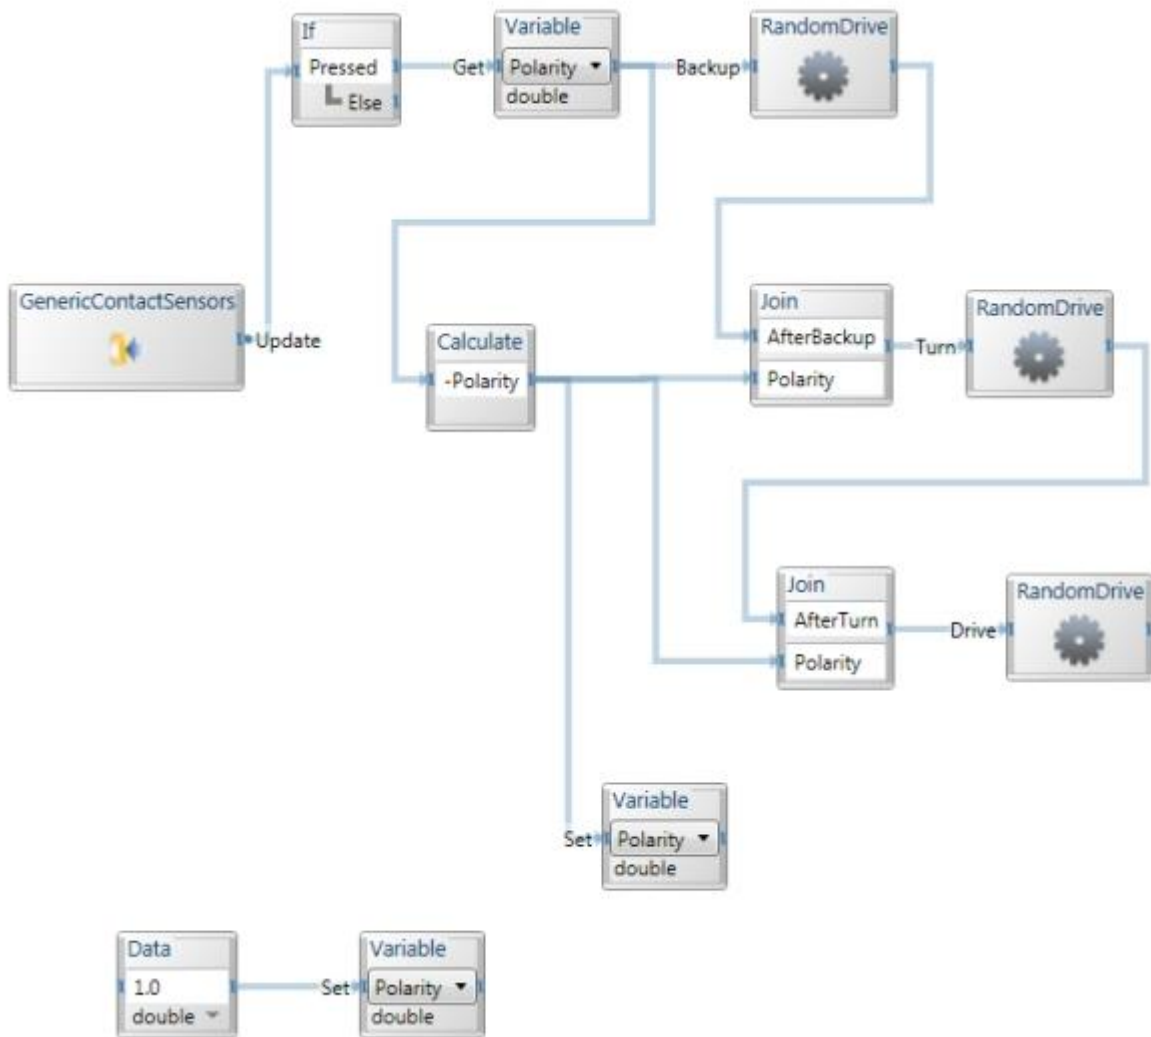 If
Pressed
Else
Get
Variable
Polarity
double
Backup
RandomDrive
GenericContactSensors
Update
Calculate
-Polarity
Join
AfterBackup
Polarity
Turn
RandomDrive
Join
AfterTurn
Polarity
Drive
RandomDrive
Set
Variable
Polarity
double
Data
1.0
double
Set
Variable
Polarity
double